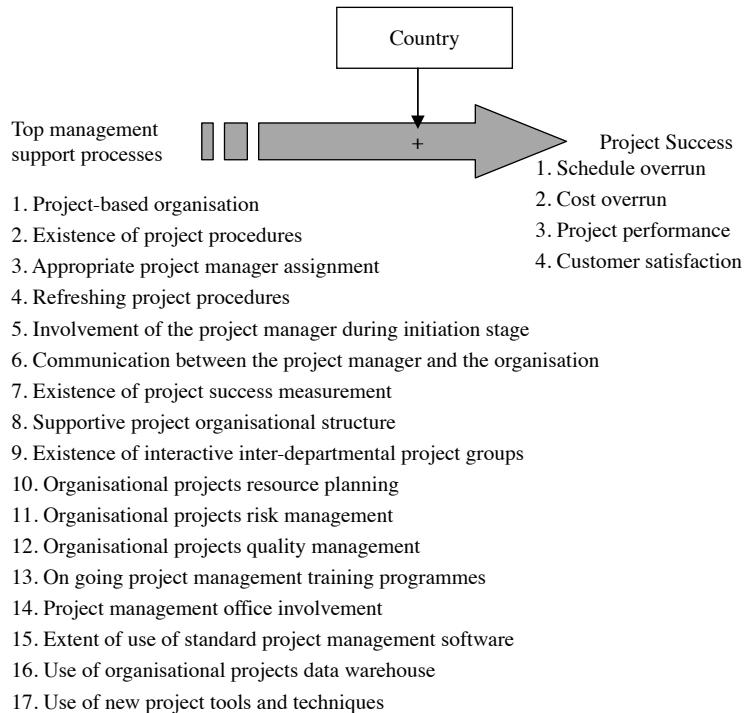 Country
Top management
support processes
+
Project Success
1. Schedule overrun
2. Cost overrun
3. Project performance
4. Customer satisfaction
1. Project-based organisation
2. Existence of project procedures
3. Appropriate project manager assignment
4. Refreshing project procedures
5. Involvement of the project manager during initiation stage
6. Communication between the project manager and the organisation
7. Existence of project success measurement
8. Supportive project organisational structure
9. Existence of interactive inter-departmental project groups
10. Organisational projects resource planning
11. Organisational projects risk management
12. Organisational projects quality management
13. On going project management training programmes
14. Project management office involvement
15. Extent of use of standard project management software
16. Use of organisational projects data warehouse
17. Use of new project tools and techniques